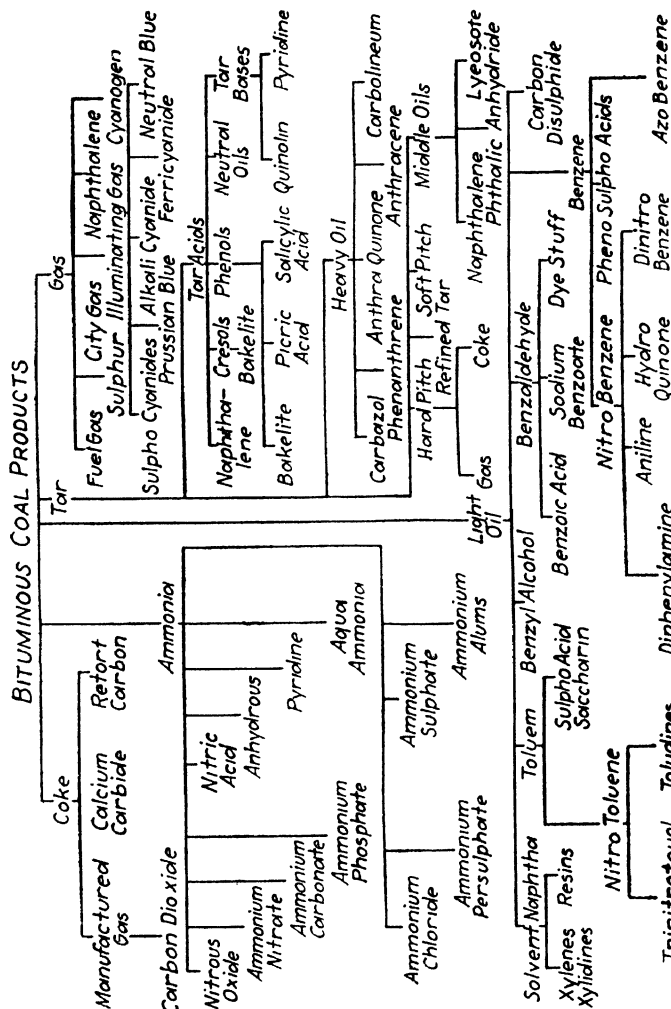 BITUMINOUS COAL PRODUCTS
Coke
Ammonia
Tar
Gas
Manufactured
Gas
Calcium
Carbide
Retort
Carbon
Carbon Dioxide
Fuel Gas
City Gas
Naphthalene
Sulphur
Illuminating Gas
Cyanogen
Sulpho Cyanides
Alkali Cyanide
Neutral Blue
Prussian Blue
Ferricyanide
Nitrous
Oxide
Ammonium
Nitrate
Ammonium
Carbonate
Ammonium
Phosphate
Nitric
Acid
Anhydrous
Pyridine
Aqua
Ammonia
Ammonium
Chloride
Ammonium
Persulphate
Ammonium
Sulphate
Ammonium
Alums
Tar Acids
Naphtha-
lene
Cresols
Bakelite
Phenols
Neutral
Oils
Tar
Bases
Bakelite
Picric
Acid
Salicylic
Acid
Quinolin
Pyridine
Heavy Oil
Carbazol
Anthra Quinone
Carbolineum
Phenanthrene
Anthracene
Hard Pitch
Soft Pitch
Middle Oils
Refined Tar
Gas
Coke
Naphthalene
Lyeosote
Phthalic Anhydride
Light
Oil
Solvent Naphtha
Toluem
Benzyl Alcohol
Benzaldehyde
Carbon
Disulphide
Benzene
Xylenes
Xylidines
Resins
Sulpho Acid
Saccharin
Benzoic Acid
Sodium
Benzoate
Dye Stuff
Nitro Toluene
Nitro Benzene
Pheno Sulpho Acids
Trinitrotoyul
Toludines
Diphenylamine
Aniline
Hydro
Quinone
Dinitro
Benzene
Azo Benzene